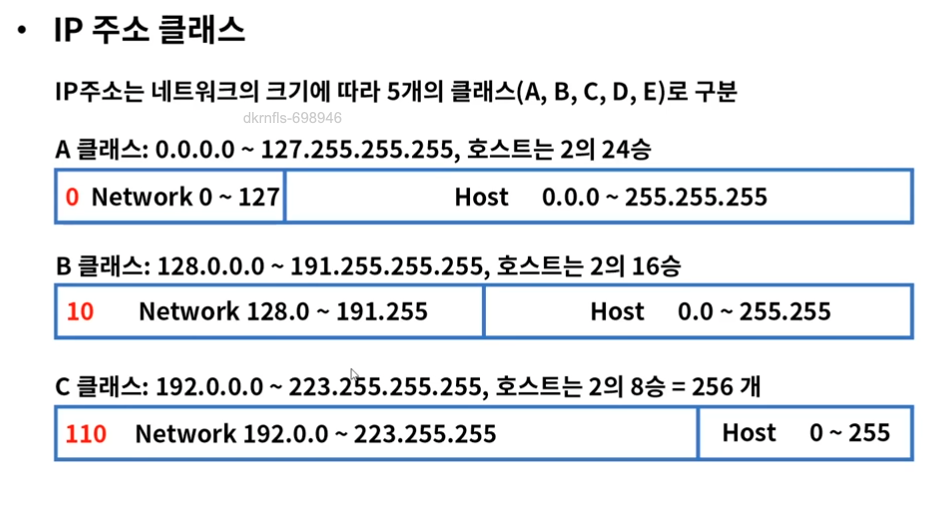 • IP 주소 클래스
IP주소는 네트워크의 크기에 따라 5개의 클래스(A, B, C, D, E)로 구분
dkrnfls-698946
A 클래스: 0.0.0.0 ~ 127.255.255.255, 호스트는 2의 24승
0 Network 0 ~ 127 Host 0.0.0 ~ 255.255.255
B 클래스: 128.0.0.0 ~ 191.255.255.255, 호스트는 2의 16승
10 Network 128.0 ~ 191.255 Host 0.0 ~ 255.255
C 클래스: 192.0.0.0 ~ 223.255.255.255, 호스트는 2의 8승 = 256 개
110 Network 192.0.0 ~ 223.255.255 Host 0 ~ 255